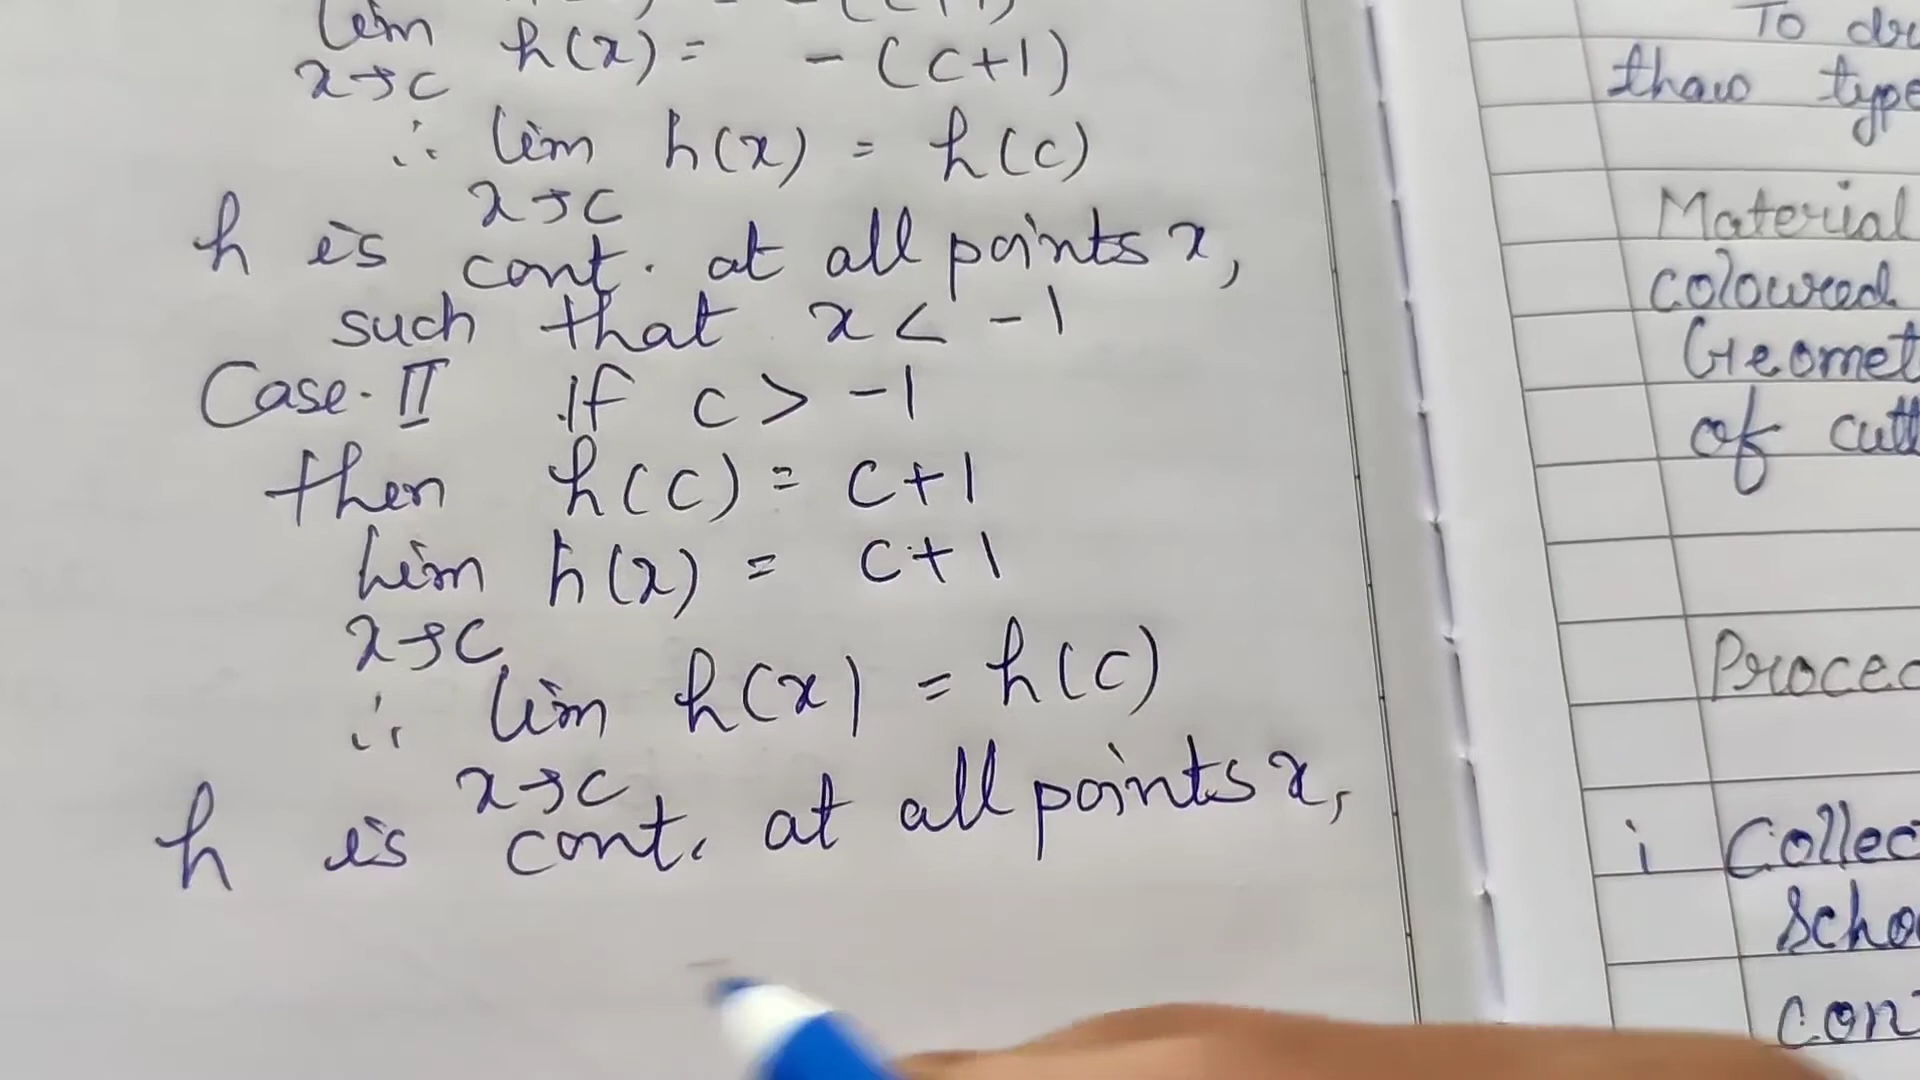 lim h(x) = -(c+1)
x→c
∴ lim h(x) = h(c)
x→c
h is cont. at all points x,
such that x < -1
Case-II if c > -1
then h(c) = c+1
lim h(x) = c+1
x→c
∴ lim h(x) = h(c)
x→c
h is cont. at all points x,
To
thaw type
Material
coloured
Geomet
of cutt
Proced
i Collec
Scho
con